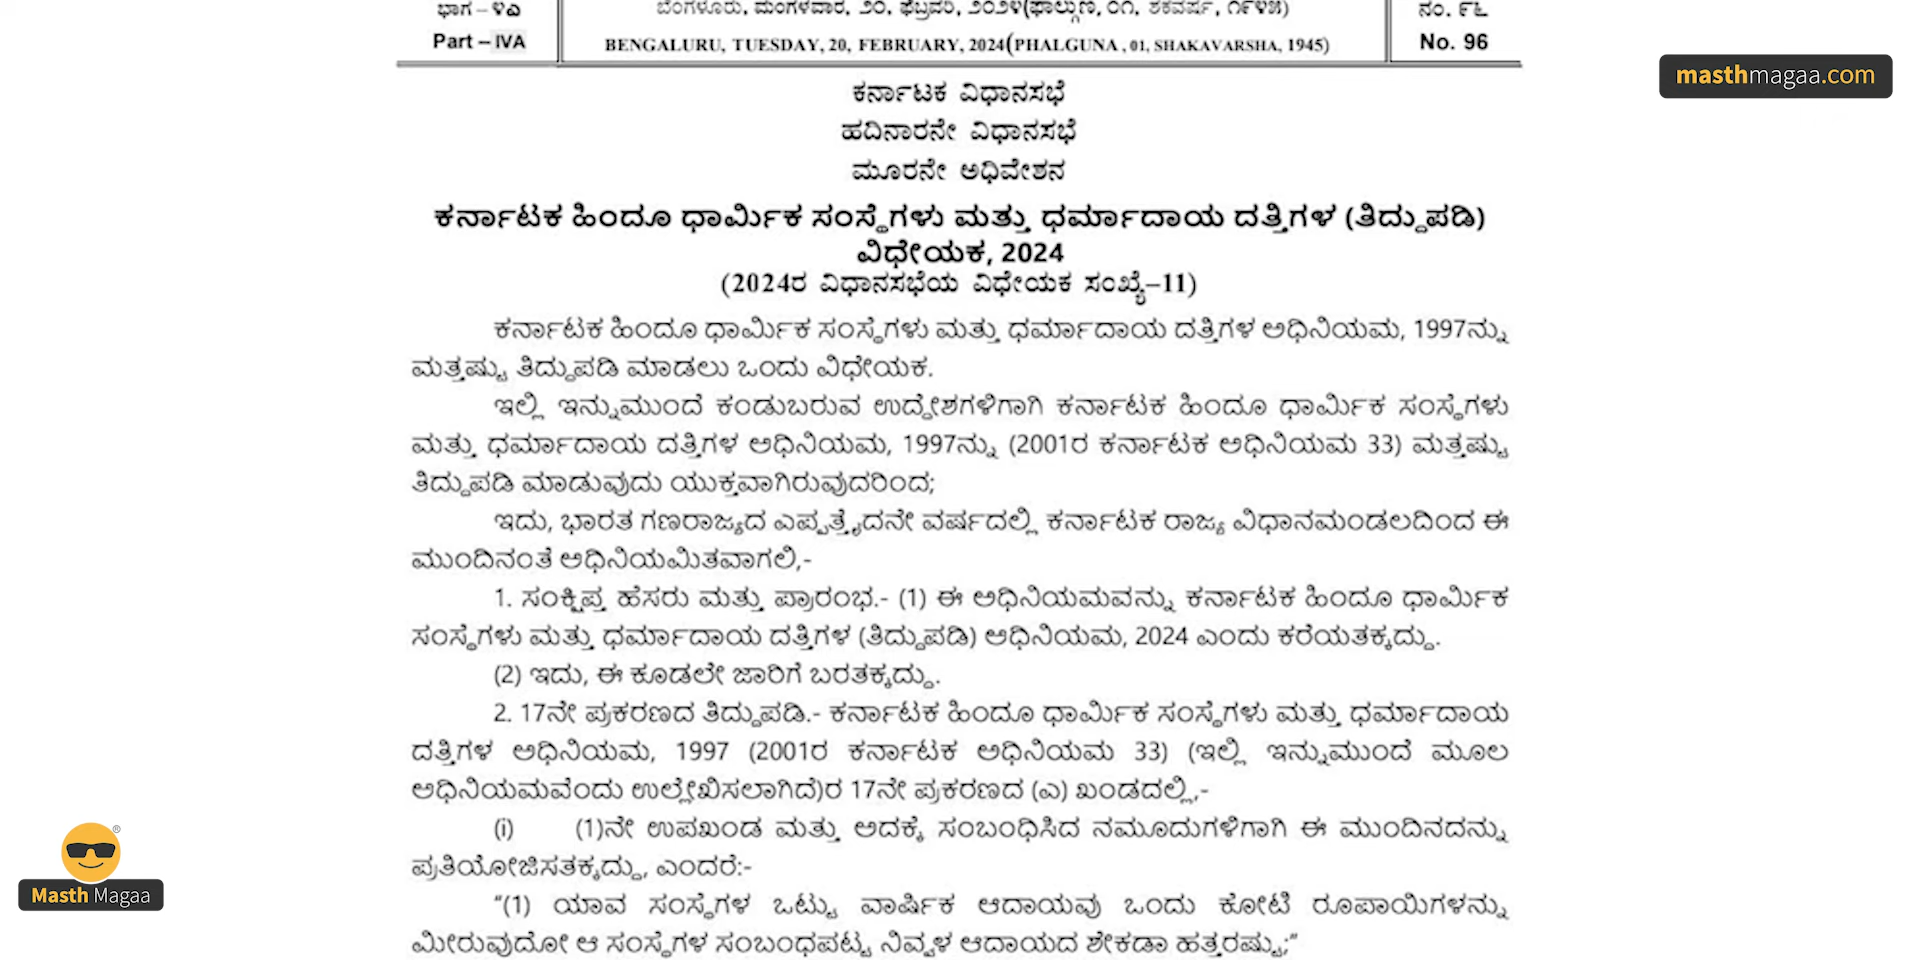 ಭಾಗ – ೪ಎ
ಬೆಂಗಳೂರು, ಮಂಗಳವಾರ, ೨೦, ಫೆಬ್ರವರಿ, ೨೦೨೪(ಫಾಲ್ಗುಣ, ೦೧, ಶಕವರ್ಷ, ೧೯೪೫)
ನಂ. ೯೬
Part – IVA
BENGALURU, TUESDAY, 20, FEBRUARY, 2024(PHALGUNA, 01, SHAKAVARSHA, 1945)
No. 96
masthmagaa.com
ಕರ್ನಾಟಕ ವಿಧಾನಸಭೆ
ಹದಿನಾರನೇ ವಿಧಾನಸಭೆ
ಮೂರನೇ ಅಧಿವೇಶನ
ಕರ್ನಾಟಕ ಹಿಂದೂ ಧಾರ್ಮಿಕ ಸಂಸ್ಥೆಗಳು ಮತ್ತು ಧರ್ಮಾದಾಯ ದತ್ತಿಗಳ (ತಿದ್ದುಪಡಿ)
ವಿಧೇಯಕ, 2024
(2024ರ ವಿಧಾನಸಭೆಯ ವಿಧೇಯಕ ಸಂಖ್ಯೆ–11)
ಕರ್ನಾಟಕ ಹಿಂದೂ ಧಾರ್ಮಿಕ ಸಂಸ್ಥೆಗಳು ಮತ್ತು ಧರ್ಮಾದಾಯ ದತ್ತಿಗಳ ಅಧಿನಿಯಮ, 1997ನ್ನು
ಮತ್ತಷ್ಟು ತಿದ್ದುಪಡಿ ಮಾಡಲು ಒಂದು ವಿಧೇಯಕ.
ಇಲ್ಲಿ ಇನ್ನುಮುಂದೆ ಕಂಡುಬರುವ ಉದ್ದೇಶಗಳಿಗಾಗಿ ಕರ್ನಾಟಕ ಹಿಂದೂ ಧಾರ್ಮಿಕ ಸಂಸ್ಥೆಗಳು
ಮತ್ತು ಧರ್ಮಾದಾಯ ದತ್ತಿಗಳ ಅಧಿನಿಯಮ, 1997ನ್ನು (2001ರ ಕರ್ನಾಟಕ ಅಧಿನಿಯಮ 33) ಮತ್ತಷ್ಟು
ತಿದ್ದುಪಡಿ ಮಾಡುವುದು ಯುಕ್ತವಾಗಿರುವುದರಿಂದ;
ಇದು, ಭಾರತ ಗಣರಾಜ್ಯದ ಎಪ್ಪತ್ತೈದನೇ ವರ್ಷದಲ್ಲಿ ಕರ್ನಾಟಕ ರಾಜ್ಯ ವಿಧಾನಮಂಡಲದಿಂದ ಈ
ಮುಂದಿನಂತೆ ಅಧಿನಿಯಮಿತವಾಗಲಿ,-
1. ಸಂಕ್ಷಿಪ್ತ ಹೆಸರು ಮತ್ತು ಪ್ರಾರಂಭ.- (1) ಈ ಅಧಿನಿಯಮವನ್ನು ಕರ್ನಾಟಕ ಹಿಂದೂ ಧಾರ್ಮಿಕ
ಸಂಸ್ಥೆಗಳು ಮತ್ತು ಧರ್ಮಾದಾಯ ದತ್ತಿಗಳ (ತಿದ್ದುಪಡಿ) ಅಧಿನಿಯಮ, 2024 ಎಂದು ಕರೆಯತಕ್ಕದ್ದು.
(2) ಇದು, ಈ ಕೂಡಲೇ ಜಾರಿಗೆ ಬರತಕ್ಕದ್ದು.
2. 17ನೇ ಪ್ರಕರಣದ ತಿದ್ದುಪಡಿ.- ಕರ್ನಾಟಕ ಹಿಂದೂ ಧಾರ್ಮಿಕ ಸಂಸ್ಥೆಗಳು ಮತ್ತು ಧರ್ಮಾದಾಯ
ದತ್ತಿಗಳ ಅಧಿನಿಯಮ, 1997 (2001ರ ಕರ್ನಾಟಕ ಅಧಿನಿಯಮ 33) (ಇಲ್ಲಿ ಇನ್ನುಮುಂದೆ ಮೂಲ
ಅಧಿನಿಯಮವೆಂದು ಉಲ್ಲೇಖಿಸಲಾಗಿದೆ)ರ 17ನೇ ಪ್ರಕರಣದ (ಎ) ಖಂಡದಲ್ಲಿ,-
(i) (1)ನೇ ಉಪಖಂಡ ಮತ್ತು ಅದಕ್ಕೆ ಸಂಬಂಧಿಸಿದ ನಮೂದುಗಳಿಗಾಗಿ ಈ ಮುಂದಿನದನ್ನು
ಪ್ರತಿಯೋಜಿಸತಕ್ಕದ್ದು, ಎಂದರೆ:-
“(1) ಯಾವ ಸಂಸ್ಥೆಗಳ ಒಟ್ಟು ವಾರ್ಷಿಕ ಆದಾಯವು ಒಂದು ಕೋಟಿ ರೂಪಾಯಿಗಳನ್ನು
ಮೀರುವುದೋ ಆ ಸಂಸ್ಥೆಗಳ ಸಂಬಂಧಪಟ್ಟ ನಿವ್ವಳ ಆದಾಯದ ಶೇಕಡಾ ಹತ್ತರಷ್ಟು;”
Masth Magaa